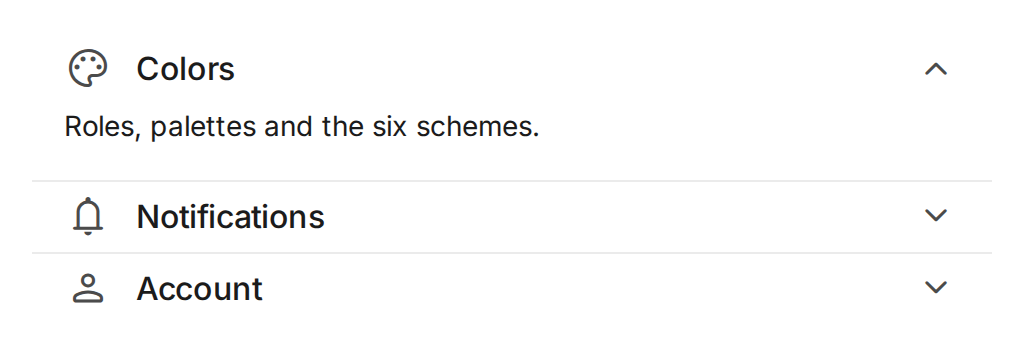 Colors
Roles, palettes and the six schemes.
Notifications
Account